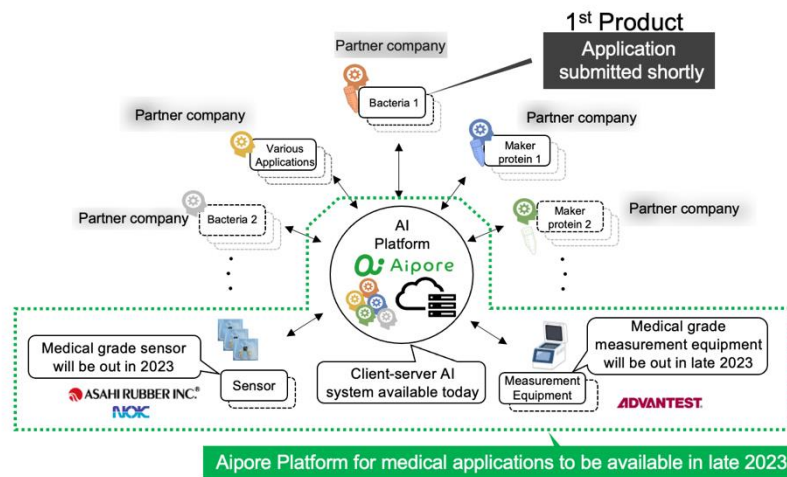 1st Product
Application
submitted shortly
Partner company
Bacteria 1
Partner company
Various
Applications
Partner company
Maker
protein 1
Partner company
Bacteria 2
Partner company
Maker
protein 2
AI
Platform
Aipore
Medical grade sensor
will be out in 2023
Sensor
ASAHI RUBBER INC.®
NOK
Client-server AI
system available today
Medical grade
measurement equipment
will be out in late 2023
Measurement
Equipment
ADVANTEST
Aipore Platform for medical applications to be available in late 2023